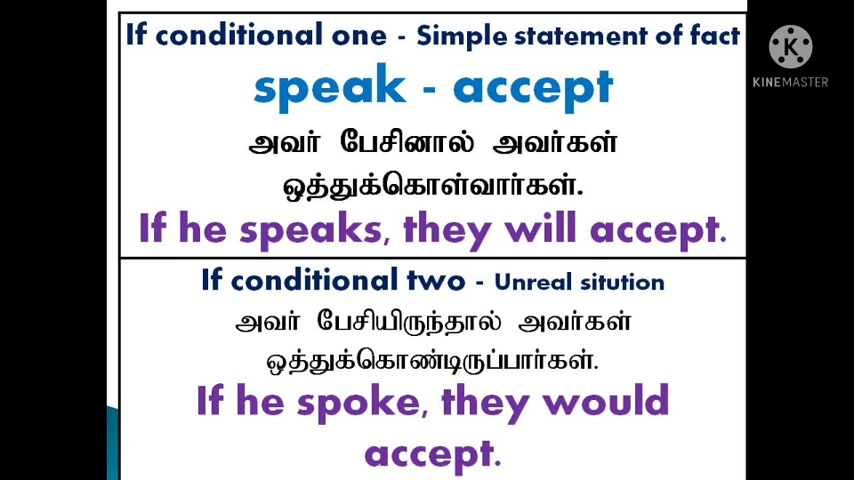 If conditional one - Simple statement of fact
speak - accept
அவர் பேசினால் அவர்கள்
ஒத்துக்கொள்வார்கள்.
If he speaks, they will accept.
If conditional two - Unreal sitution
அவர் பேசியிருந்தால் அவர்கள்
ஒத்துக்கொண்டிருப்பார்கள்.
If he spoke, they would
accept.
K
KINEMASTER